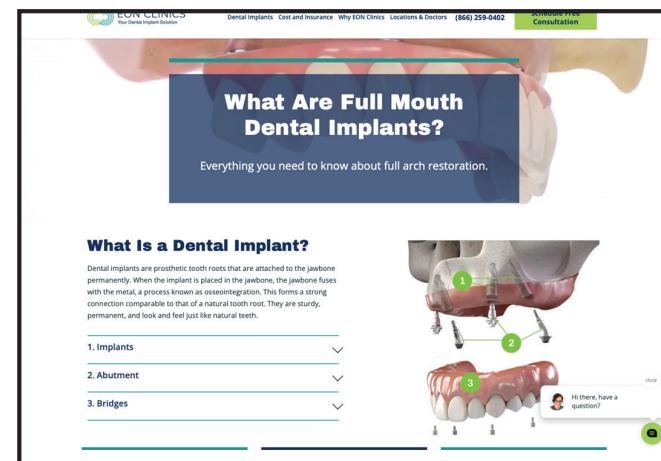 EON CLINICS
Your Dental Implant Solution
Dental Implants Cost and Insurance Why EON Clinics Locations & Doctors (866) 259-0402
Schedule Free
Consultation
What Are Full Mouth
Dental Implants?
Everything you need to know about full arch restoration.
What Is a Dental Implant?
Dental implants are prosthetic tooth roots that are attached to the jawbone
permanently. When the implant is placed in the jawbone, the jawbone fuses
with the metal, a process known as osseointegration. This forms a strong
connection comparable to that of a natural tooth root. They are sturdy,
permanent, and look and feel just like natural teeth.
1. Implants
2. Abutment
3. Bridges
1
2
3
close
Hi there, have a
question?